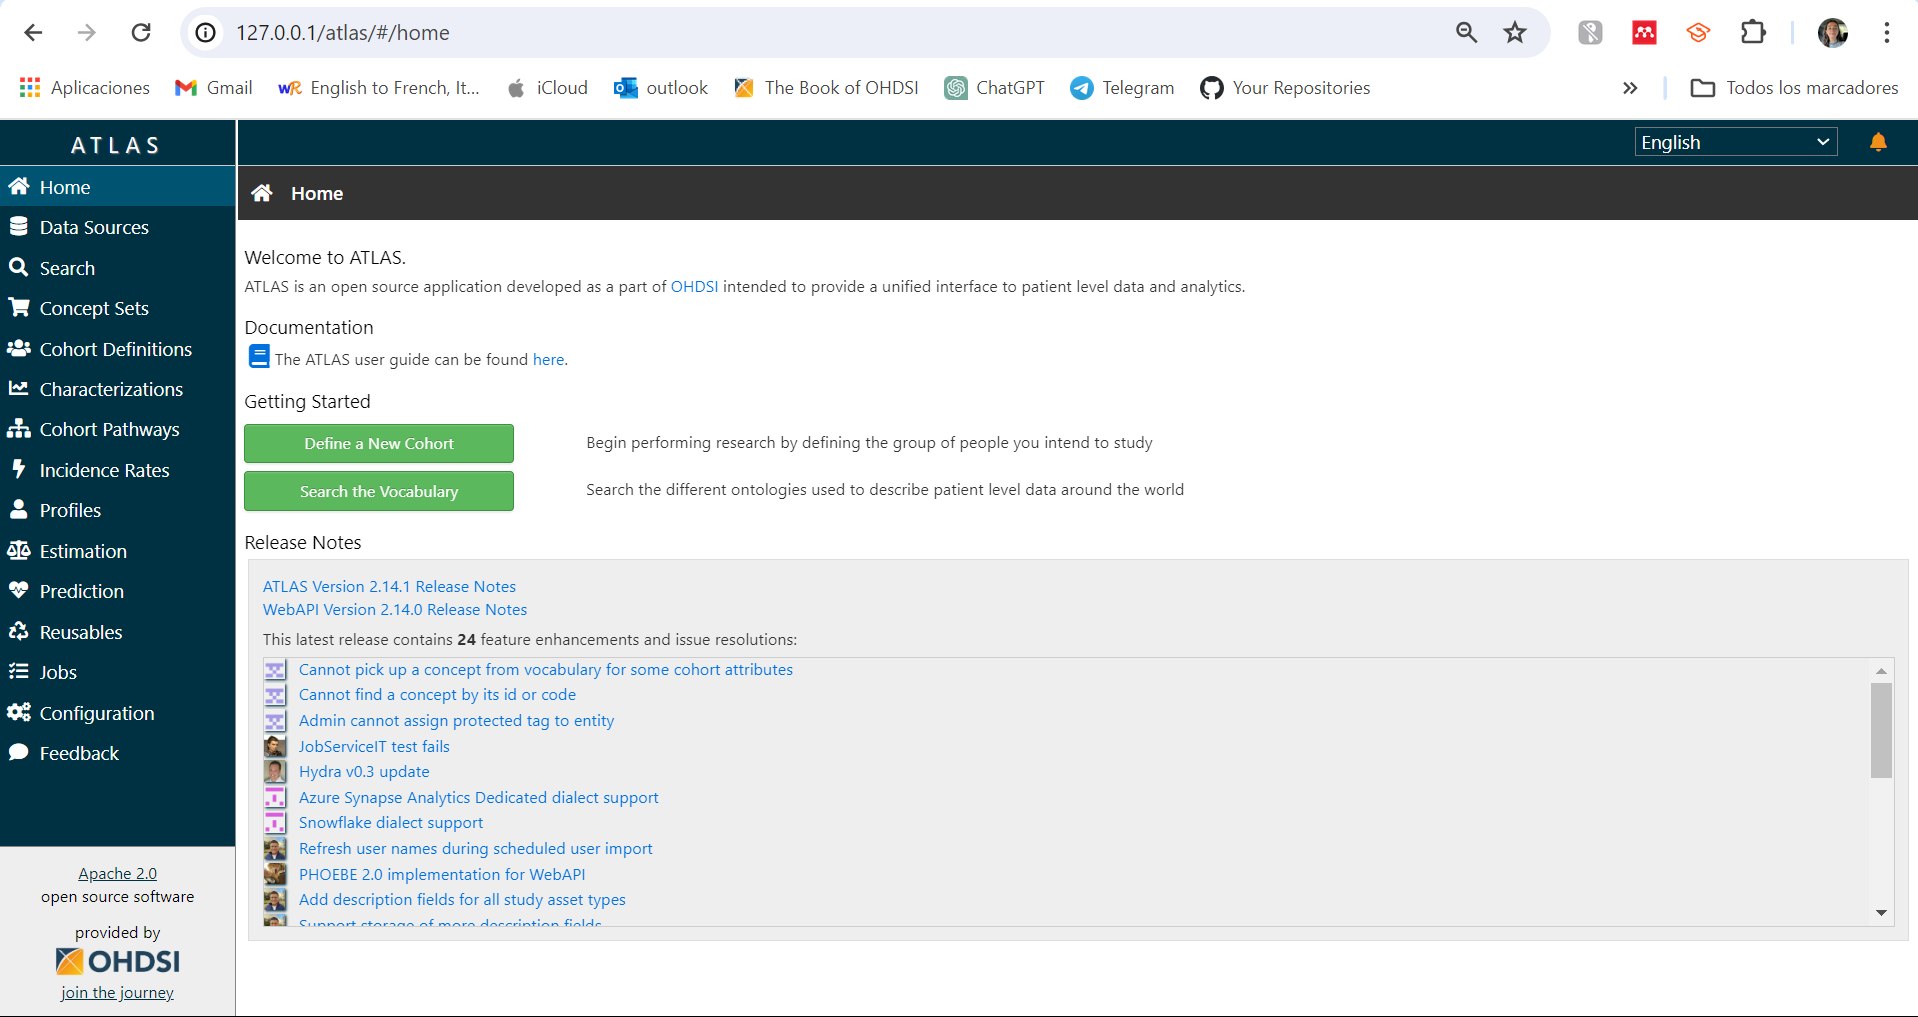 127.0.0.1/atlas/#/home
Aplicaciones
Gmail
English to French, It...
iCloud
outlook
The Book of OHDSI
ChatGPT
Telegram
Your Repositories
Todos los marcadores
ATLAS
English
Home
Data Sources
Search
Concept Sets
Cohort Definitions
Characterizations
Cohort Pathways
Incidence Rates
Profiles
Estimation
Prediction
Reusables
Jobs
Configuration
Feedback
Apache 2.0
open source software
provided by
OHDSI
join the journey
Home
Welcome to ATLAS.
ATLAS is an open source application developed as a part of OHDSI intended to provide a unified interface to patient level data and analytics.
Documentation
The ATLAS user guide can be found here.
Getting Started
Define a New Cohort
Begin performing research by defining the group of people you intend to study
Search the Vocabulary
Search the different ontologies used to describe patient level data around the world
Release Notes
ATLAS Version 2.14.1 Release Notes
WebAPI Version 2.14.0 Release Notes
This latest release contains 24 feature enhancements and issue resolutions:
Cannot pick up a concept from vocabulary for some cohort attributes
Cannot find a concept by its id or code
Admin cannot assign protected tag to entity
JobServiceIT test fails
Hydra v0.3 update
Azure Synapse Analytics Dedicated dialect support
Snowflake dialect support
Refresh user names during scheduled user import
PHOEBE 2.0 implementation for WebAPI
Add description fields for all study asset types
Support storage of more description fields